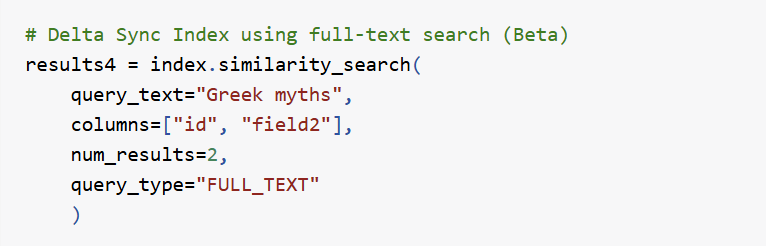 # Delta Sync Index using full-text search (Beta)
results4 = index.similarity_search(
    query_text="Greek myths",
    columns=["id", "field2"],
    num_results=2,
    query_type="FULL_TEXT"
    )